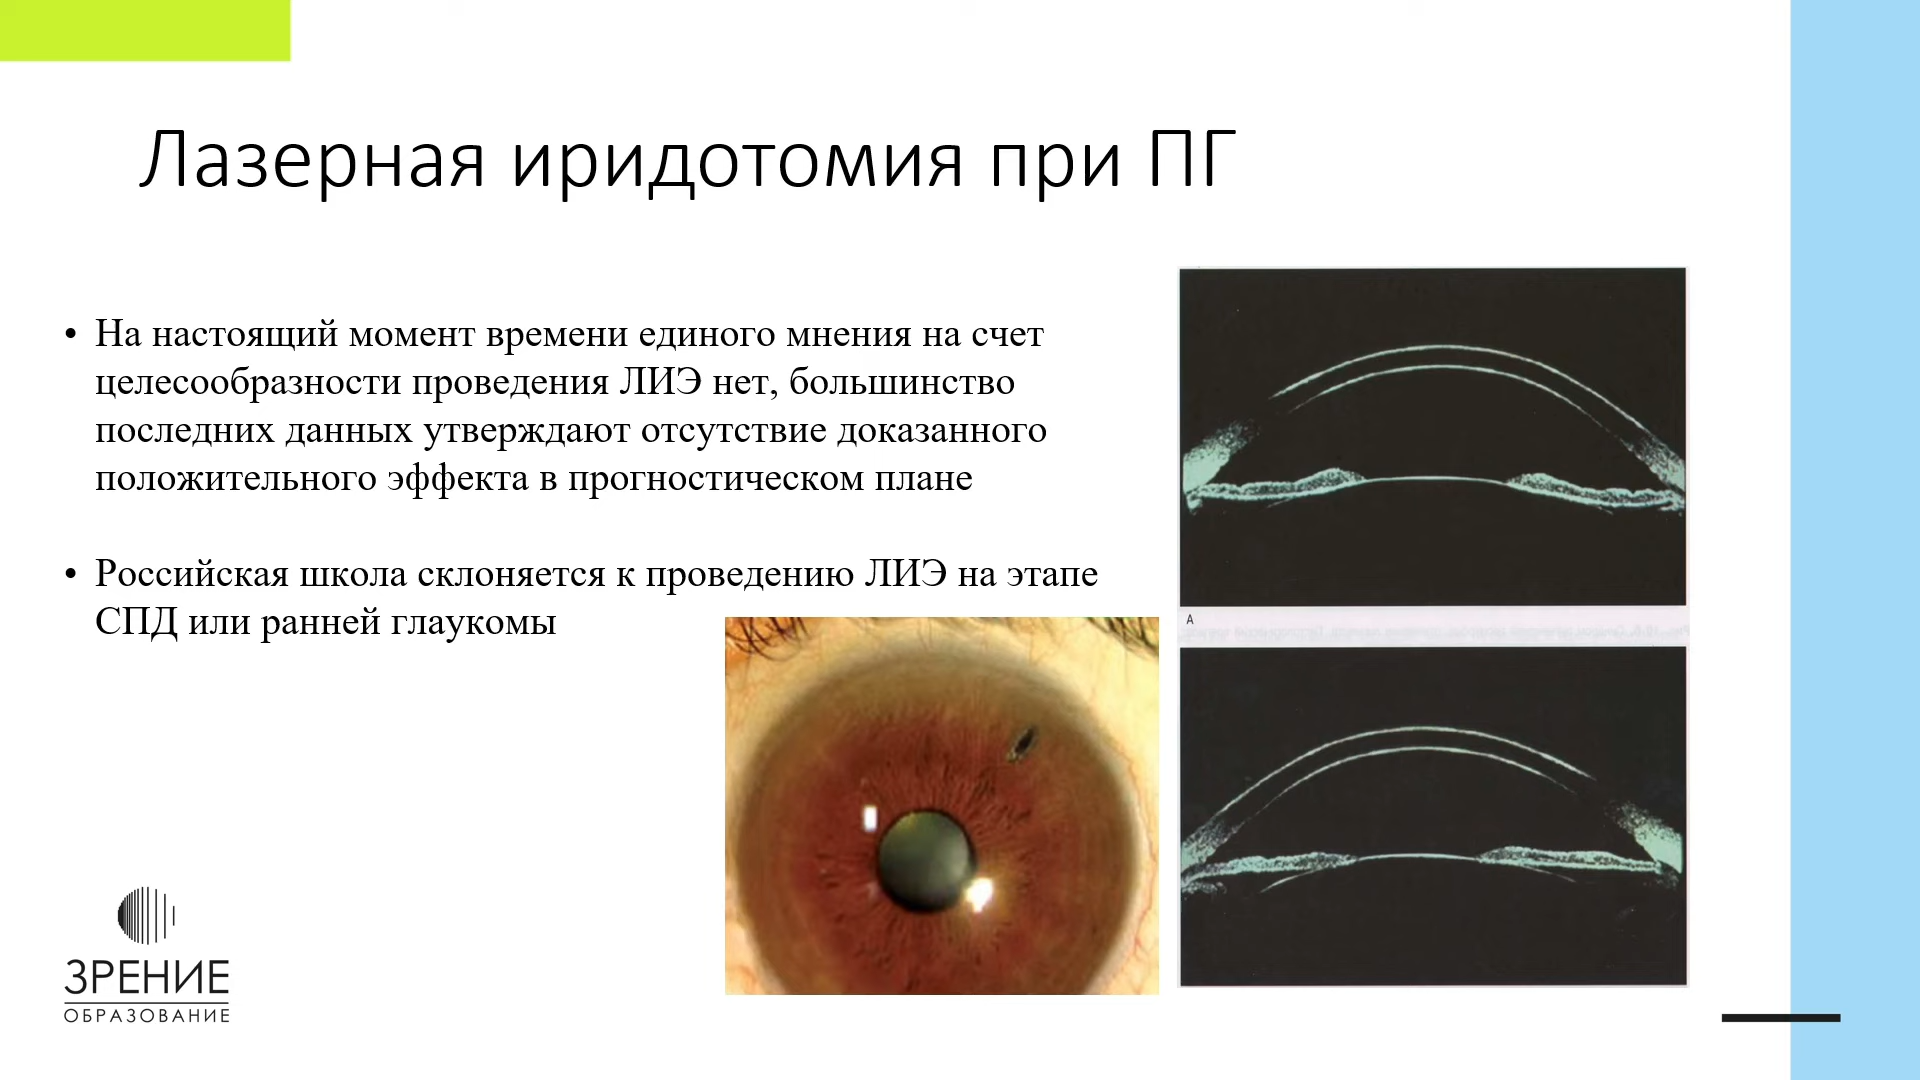 Лазерная иридотомия при ПГ
• На настоящий момент времени единого мнения на счет
целесообразности проведения ЛИЭ нет, большинство
последних данных утверждают отсутствие доказанного
положительного эффекта в прогностическом плане
• Российская школа склоняется к проведению ЛИЭ на этапе
СПД или ранней глаукомы
A
ЗРЕНИЕ
ОБРАЗОВАНИЕ